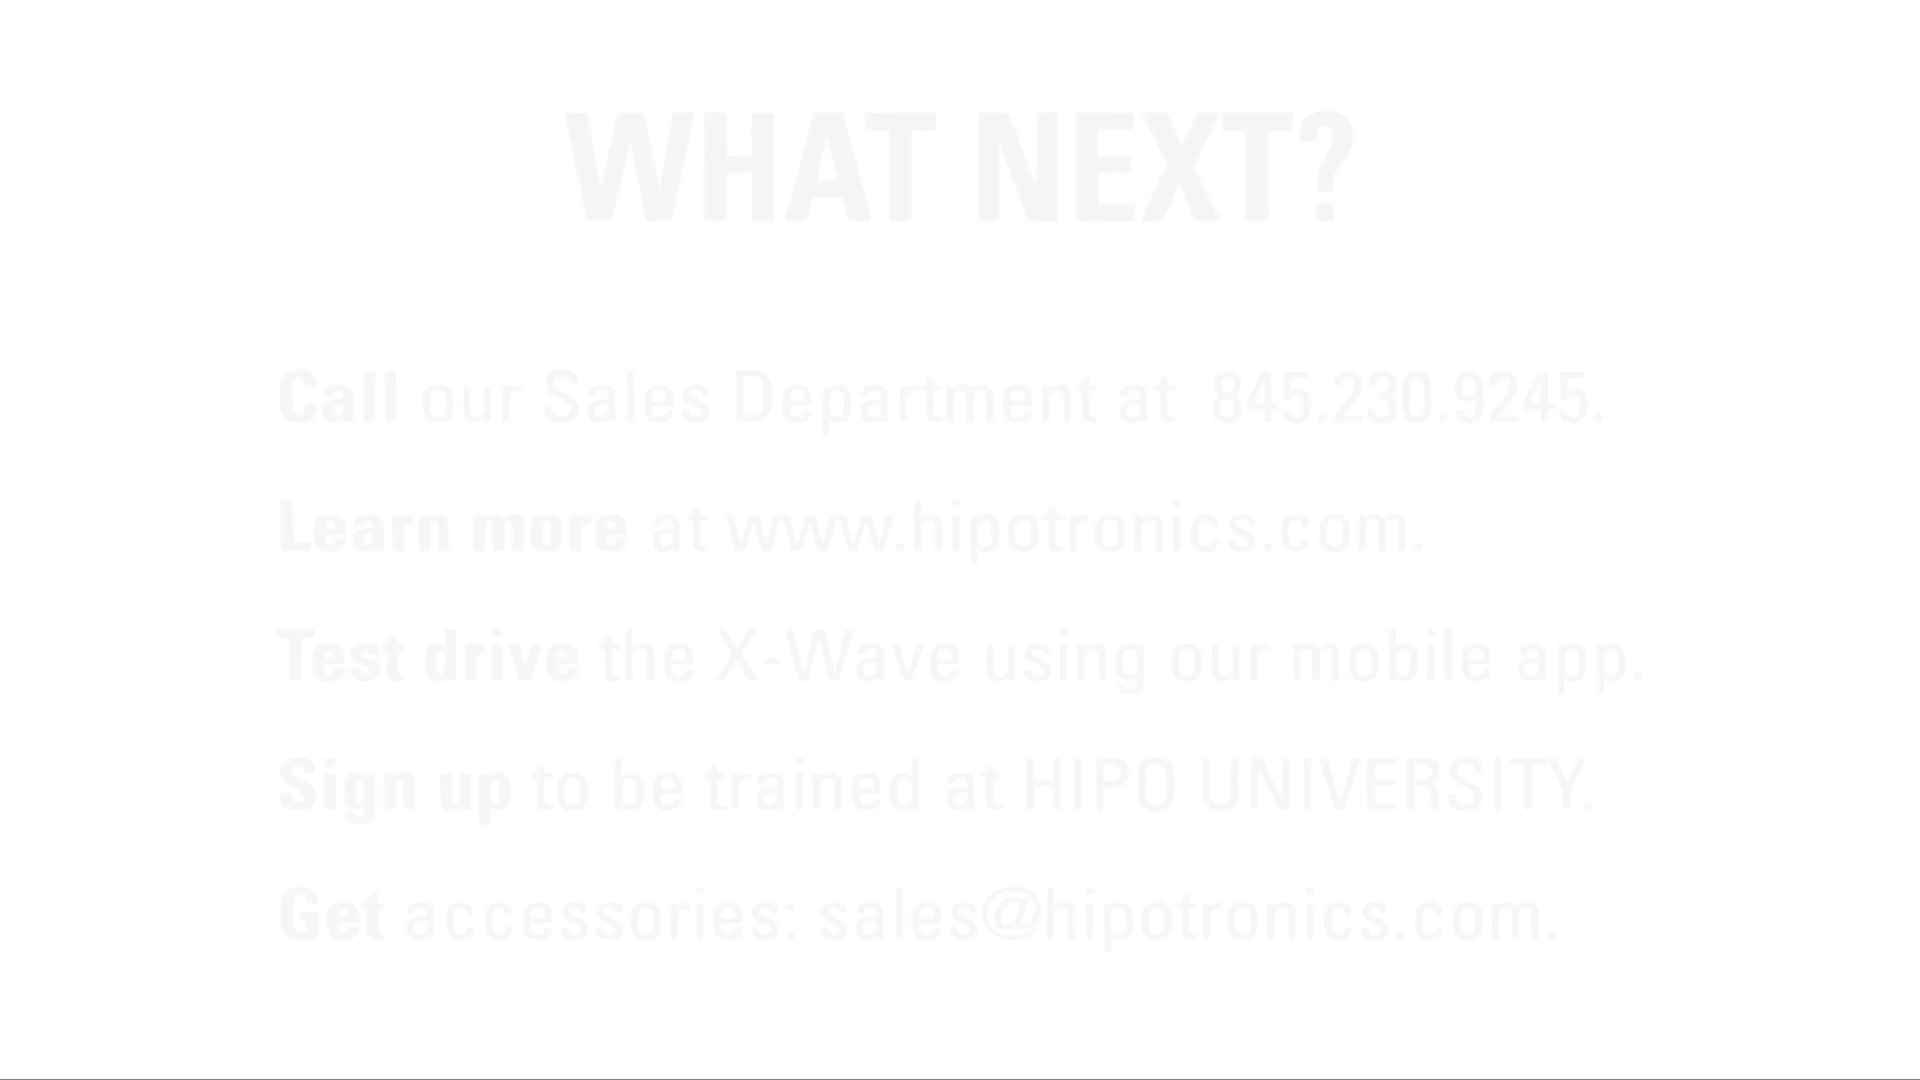 WHAT NEXT?
Call our Sales Department at 845.230.9245.
Learn more at www.hipotronics.com.
Test drive the X-Wave using our mobile app.
Sign up to be trained at HIPO UNIVERSITY.
Get accessories: sales@hipotronics.com.